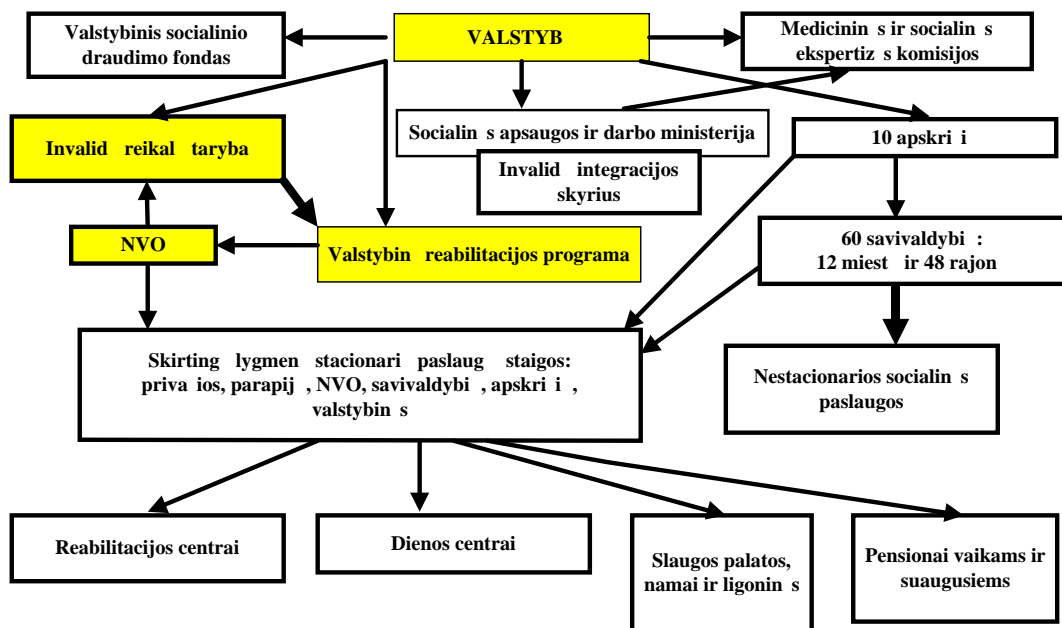 Valstybinis socialinio
draudimo fondas
VALSTYB
Medicinin s ir socialin s
ekspertiz s komisijos
Socialin s apsaugos ir darbo ministerija
Invalid integracijos
skyrius
Invalid reikal taryba
10 apskri i
NVO
Valstybin reabilitacijos programa
60 savivaldybi :
12 miest ir 48 rajon
Skirting lygmen stacionari paslaug staigos:
priva ios, parapij , NVO, savivaldybi , apskri i ,
valstybin s
Nestacionarios socialin s
paslaugos
Reabilitacijos centrai
Dienos centrai
Slaugos palatos,
namai ir ligonin s
Pensionai vaikams ir
suaugusiems